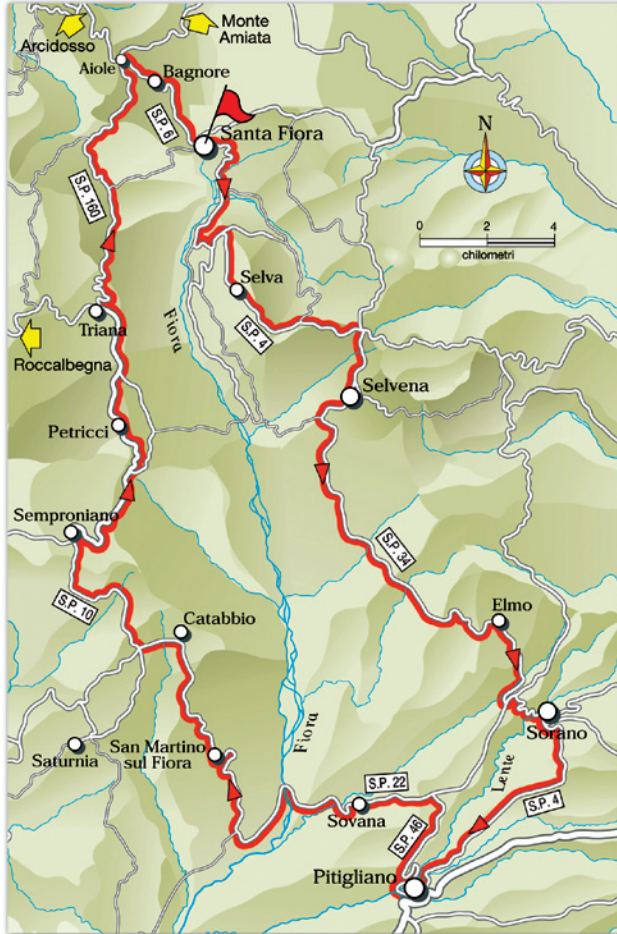 Monte
Amiata
Arcidosso
Aiole
Bagnore
S.P. 6
Santa Fiora
N
S.P. 160
0
2
4
chilometri
Selva
Fiora
Triana
S.P. 4
Roccalbegna
Selvena
Petricci
Semproniano
S.P. 34
S.P. 10
Elmo
Catabbio
Sorano
Fiora
San Martino
sul Fiora
Saturnia
Lente
S.P. 22
Sovana
S.P. 4
S.P. 46
Pitigliano